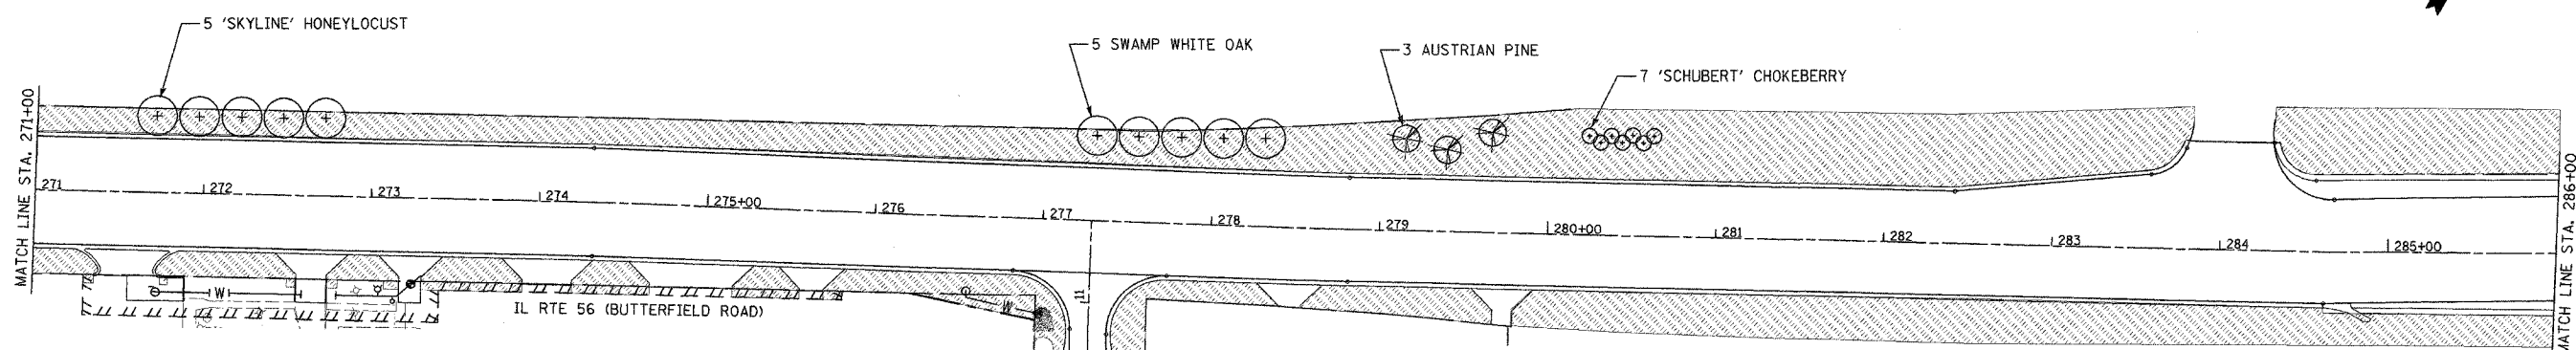 5 'SKYLINE' HONEYLOCUST
5 SWAMP WHITE OAK
3 AUSTRIAN PINE
7 'SCHUBERT' CHOKEBERRY
MATCH LINE STA. 271+00
271
272
273
274
275+00
276
277
278
279
280+00
281
282
283
284
285+00
MATCH LINE STA. 286+00
W
W
11
IL RTE 56 (BUTTERFIELD ROAD)